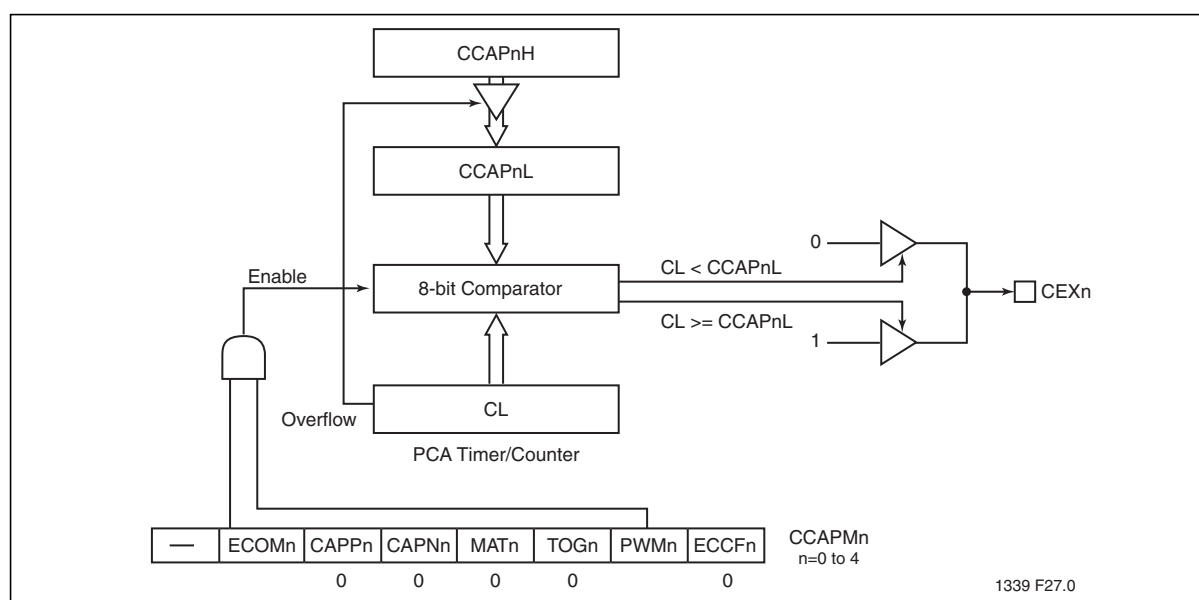 CCAPnH
CCAPnL
0
CL < CCAPnL
Enable
8-bit Comparator
CEXn
CL >= CCAPnL
1
CL
Overflow
PCA Timer/Counter
— ECOMn CAPPn CAPNn MATn TOGn PWMn ECCFn
CCAPMn
n=0 to 4
0 0 0 0 0
1339 F27.0